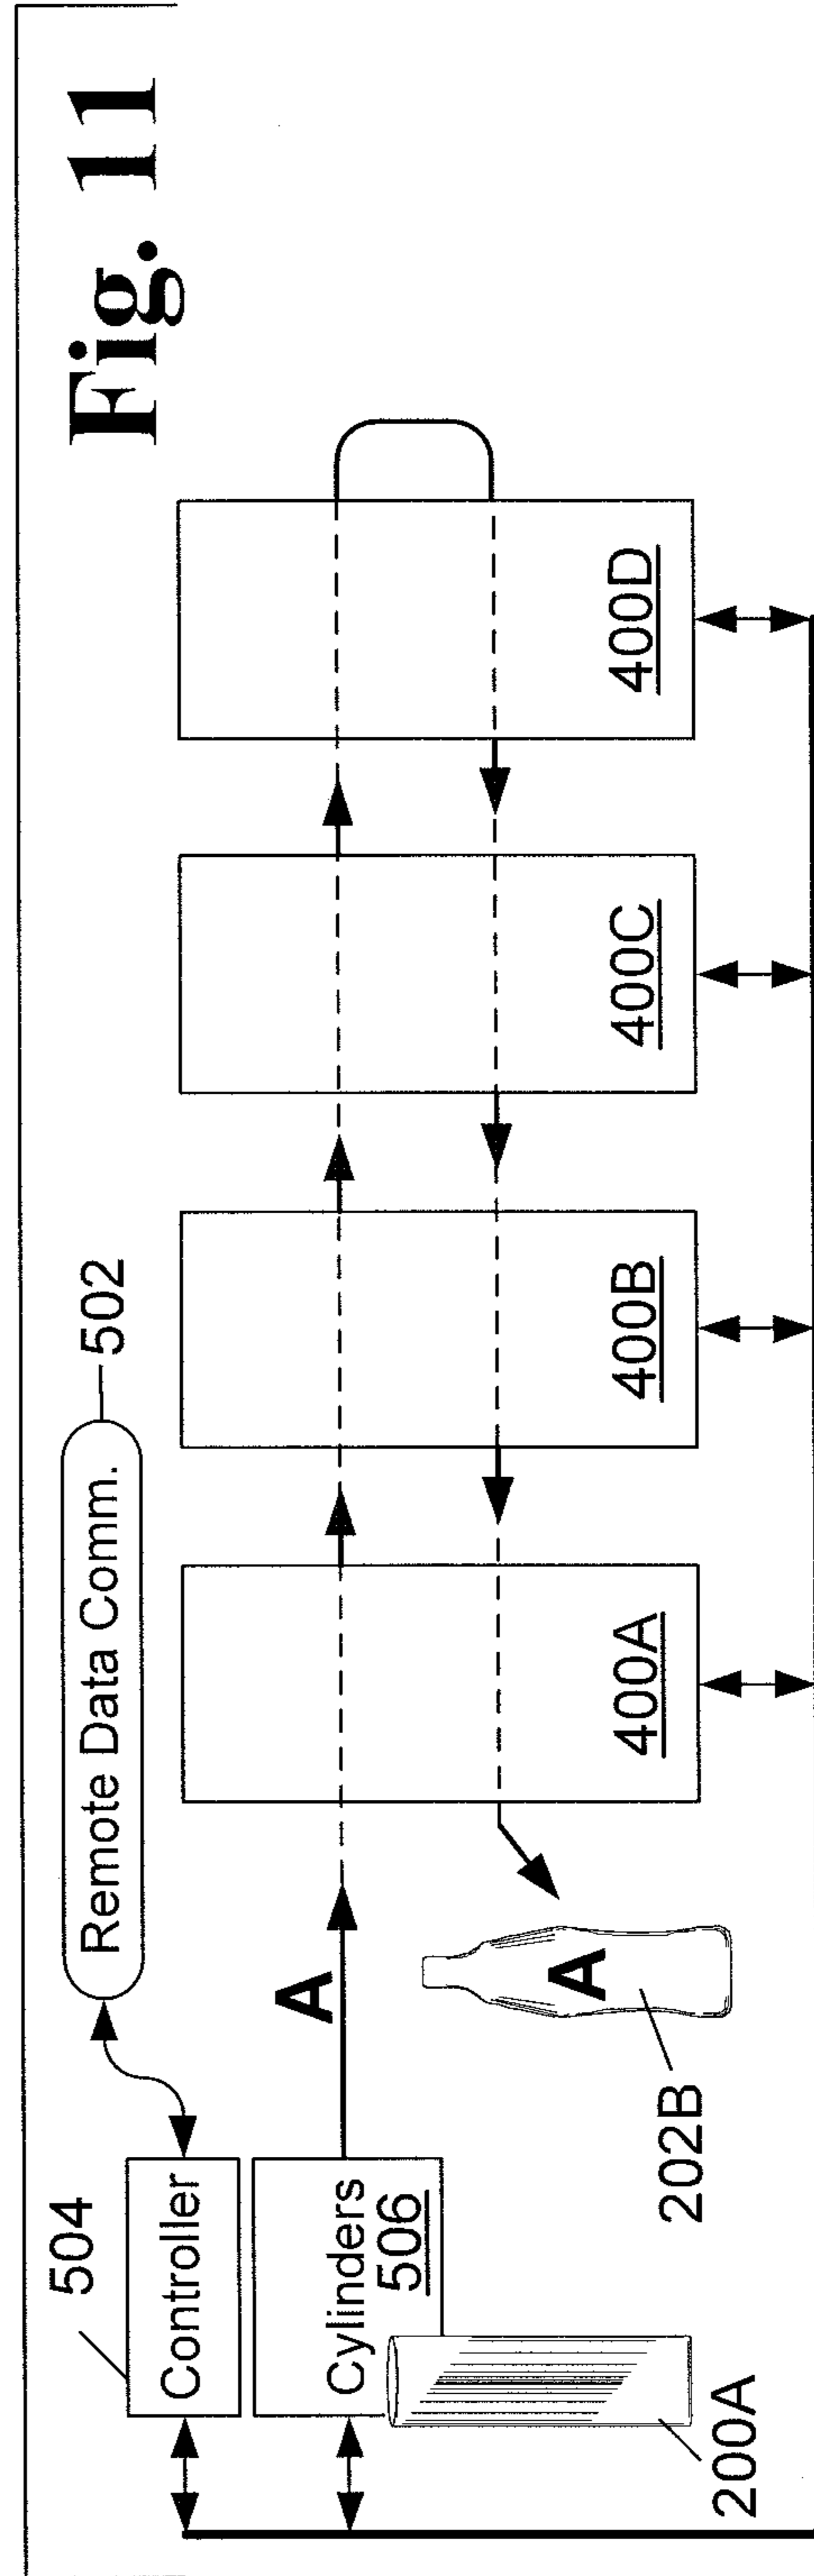 Fig. 11
Remote Data Comm.
502
504
Controller
Cylinders
506
A
400A
400B
400C
400D
A
202B
200A